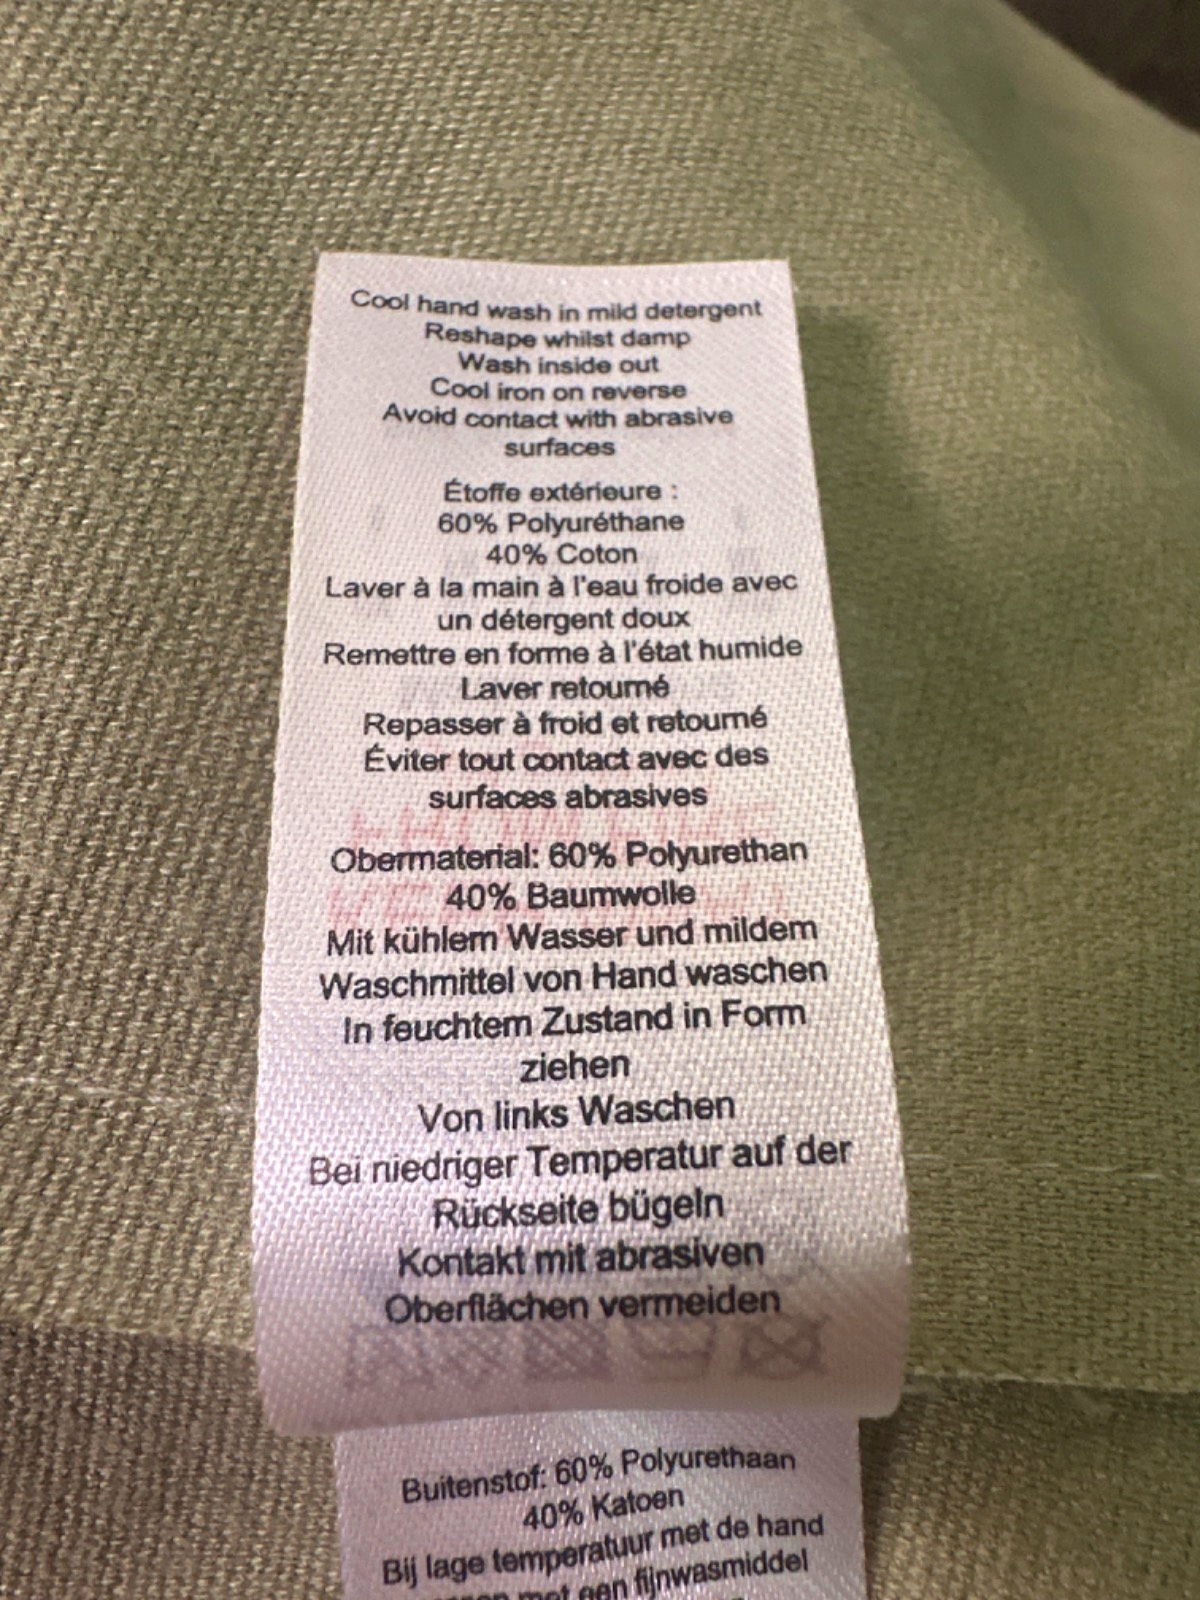 Cool hand wash in mild detergent
Reshape whilst damp
Wash inside out
Cool iron on reverse
Avoid contact with abrasive
surfaces
Étoffe extérieure :
60% Polyuréthane
40% Coton
Laver à la main à l'eau froide avec
un détergent doux
Remettre en forme à l'état humide
Laver retourné
Repasser à froid et retourné
Éviter tout contact avec des
surfaces abrasives
Obermaterial: 60% Polyurethan
40% Baumwolle
Mit kühlem Wasser und mildem
Waschmittel von Hand waschen
In feuchtem Zustand in Form
ziehen
Von links Waschen
Bei niedriger Temperatur auf der
Rückseite bügeln
Kontakt mit abrasiven
Oberflächen vermeiden
Buitenstof: 60% Polyurethaan
40% Katoen
Bij lage temperatuur met de hand
met een fijnwasmiddel